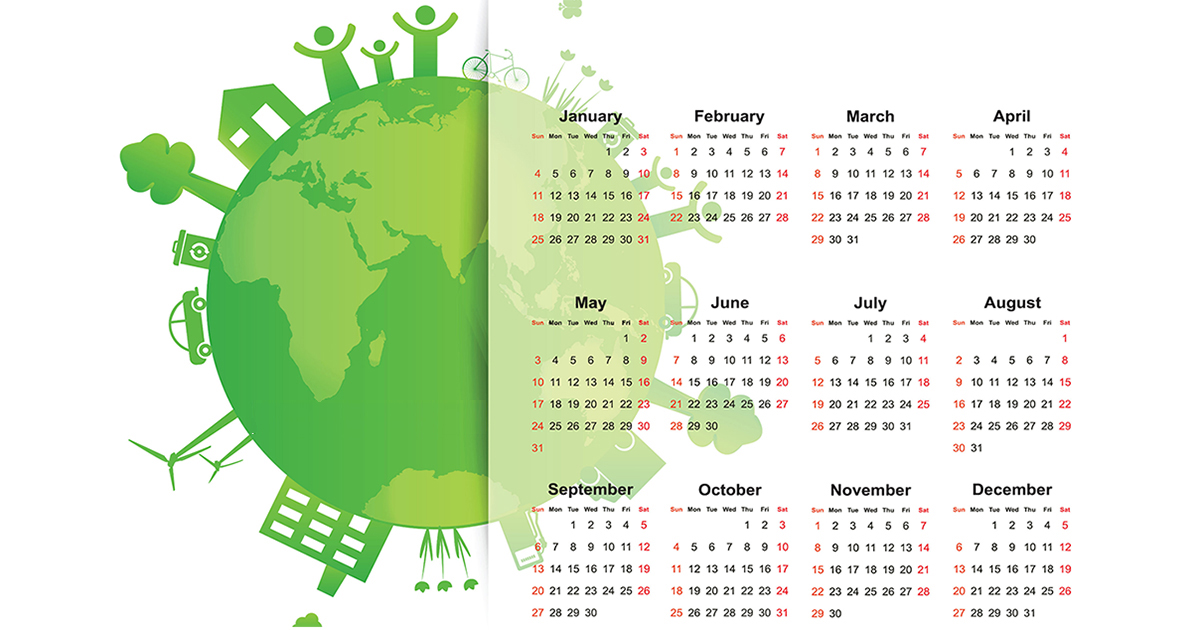 January
Sun Mon Tue Wed Thu Fri Sat
1 2 3
4 5 6 7 8 9 10
11 12 13 14 15 16 17
18 19 20 21 22 23 24
25 26 27 28 29 30 31
February
Sun Mon Tue Wed Thu Fri Sat
1 2 3 4 5 6 7
8 9 10 11 12 13 14
15 16 17 18 19 20 21
22 23 24 25 26 27 28
March
Sun Mon Tue Wed Thu Fri Sat
1 2 3 4 5 6 7
8 9 10 11 12 13 14
15 16 17 18 19 20 21
22 23 24 25 26 27 28
29 30 31
April
Sun Mon Tue Wed Thu Fri Sat
1 2 3 4
5 6 7 8 9 10 11
12 13 14 15 16 17 18
19 20 21 22 23 24 25
26 27 28 29 30
May
Sun Mon Tue Wed Thu Fri Sat
1 2
3 4 5 6 7 8 9
10 11 12 13 14 15 16
17 18 19 20 21 22 23
24 25 26 27 28 29 30
31
June
Sun Mon Tue Wed Thu Fri Sat
1 2 3 4 5 6
7 8 9 10 11 12 13
14 15 16 17 18 19 20
21 22 23 24 25 26 27
28 29 30
July
Sun Mon Tue Wed Thu Fri Sat
1 2 3 4
5 6 7 8 9 10 11
12 13 14 15 16 17 18
19 20 21 22 23 24 25
26 27 28 29 30 31
August
Sun Mon Tue Wed Thu Fri Sat
1
2 3 4 5 6 7 8
9 10 11 12 13 14 15
16 17 18 19 20 21 22
23 24 25 26 27 28 29
30 31
September
Sun Mon Tue Wed Thu Fri Sat
1 2 3 4 5
6 7 8 9 10 11 12
13 14 15 16 17 18 19
20 21 22 23 24 25 26
27 28 29 30
October
Sun Mon Tue Wed Thu Fri Sat
1 2 3
4 5 6 7 8 9 10
11 12 13 14 15 16 17
18 19 20 21 22 23 24
25 26 27 28 29 30 31
November
Sun Mon Tue Wed Thu Fri Sat
1 2 3 4 5 6 7
8 9 10 11 12 13 14
15 16 17 18 19 20 21
22 23 24 25 26 27 28
29 30
December
Sun Mon Tue Wed Thu Fri Sat
1 2 3 4 5
6 7 8 9 10 11 12
13 14 15 16 17 18 19
20 21 22 23 24 25 26
27 28 29 30 31